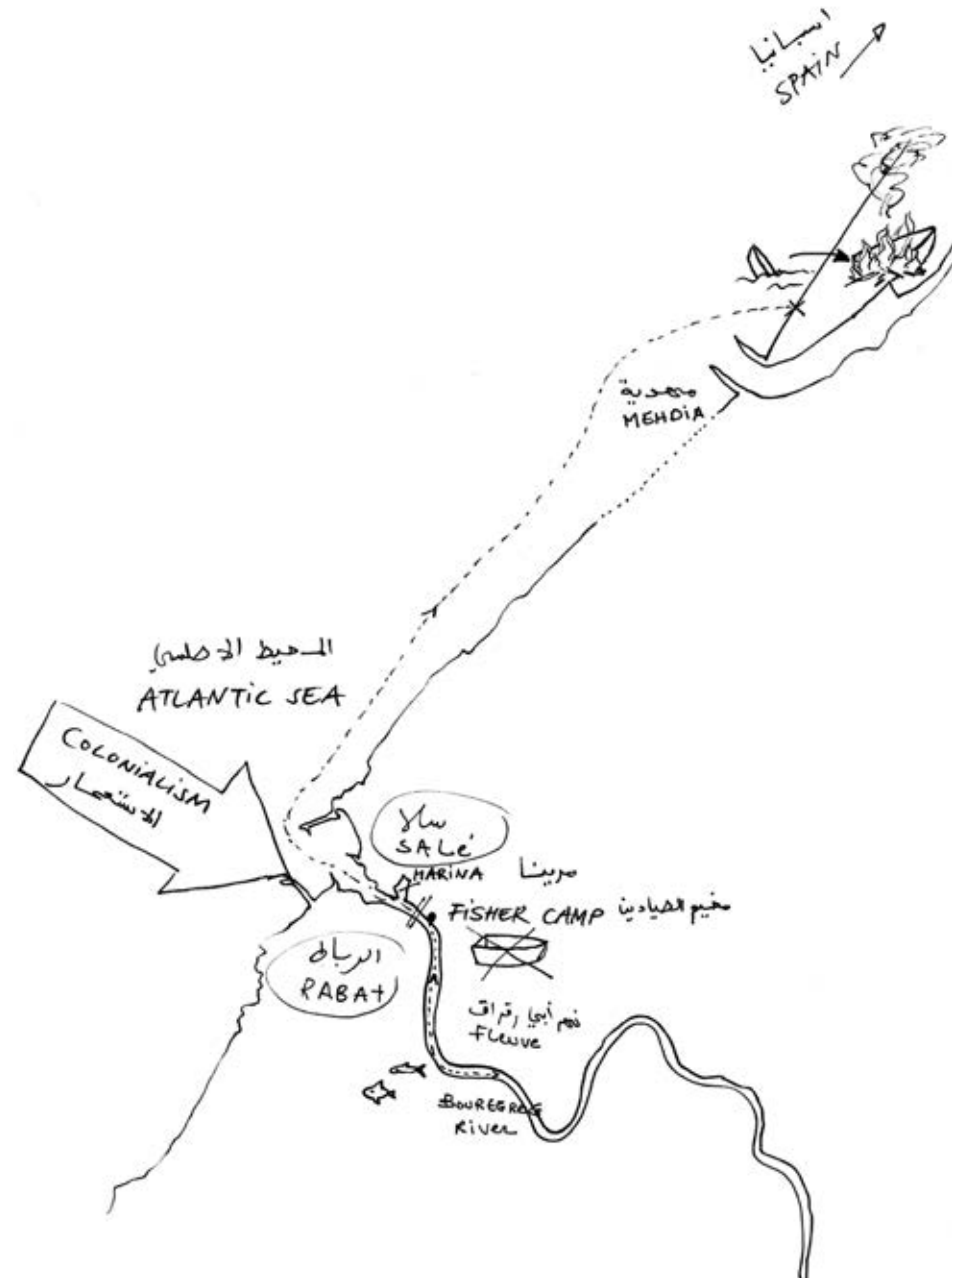 اسبانيا
SPAIN
مهدية
MEHDIA
المحيط الاطلسي
ATLANTIC SEA
COLONIALISM
الاستعمار
سلا
SALÉ
MARINA مرينا
FISHER CAMP مخيم الصيادين
الرباط
RABAT
نهر أبي رقراق
fleuve
BOUREGREG
RiVER